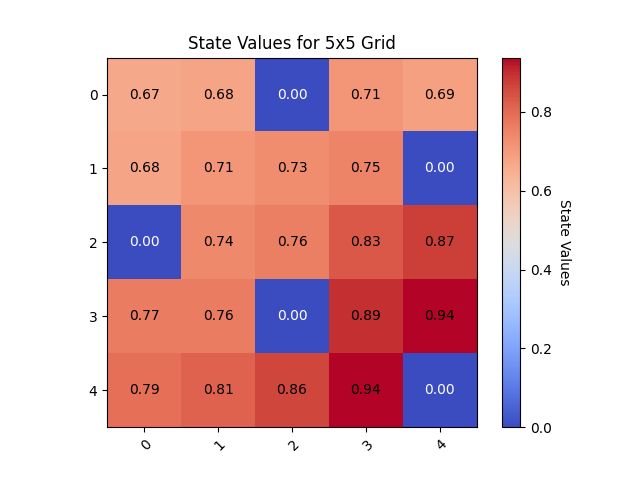 State Values for 5x5 Grid
0 0.67 0.68 0.00 0.71 0.69
1 0.68 0.71 0.73 0.75 0.00
2 0.00 0.74 0.76 0.83 0.87
3 0.77 0.76 0.00 0.89 0.94
4 0.79 0.81 0.86 0.94 0.00
0 1 2 3 4
0.8
0.6
0.4
0.2
0.0
State Values